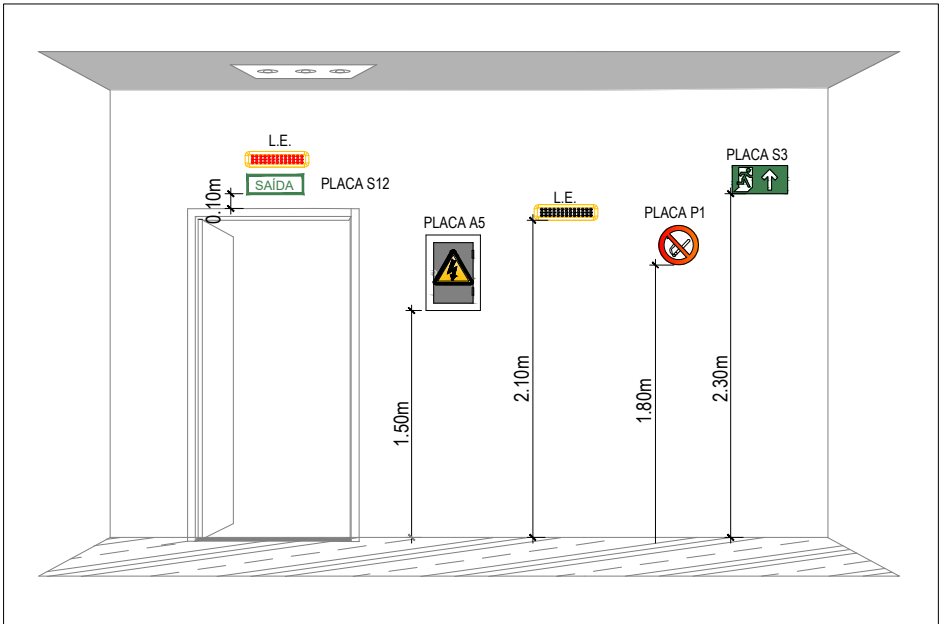 L.E.
SAÍDA
PLACA S12
0.10m
PLACA A5
1.50m
L.E.
2.10m
PLACA P1
1.80m
PLACA S3
2.30m